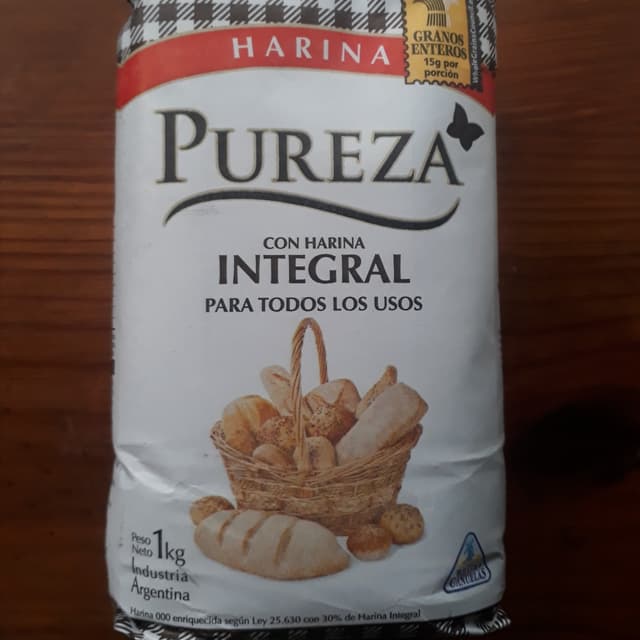 HARINA
GRANOS
ENTEROS
15g por
porción
PUREZA
CON HARINA
INTEGRAL
PARA TODOS LOS USOS
Peso
Neto 1kg
Industria
Argentina
CAÑUELAS
Harina 000 enriquecida según Ley 25.630 con 30% de Harina Integral